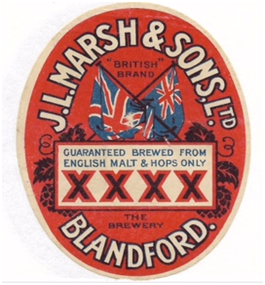 J.L. MARSH & SONS, LTD
"BRITISH"
BRAND
GUARANTEED BREWED FROM
ENGLISH MALT & HOPS ONLY
XXXX
THE
BREWERY
BLANDFORD.